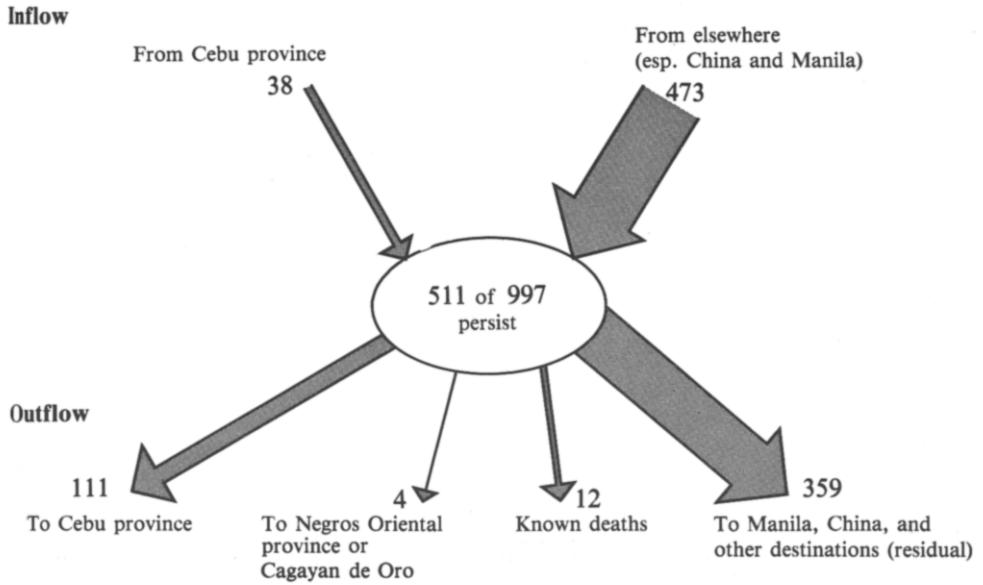 Inflow
From Cebu province
38
From elsewhere
(esp. China and Manila)
473
511 of 997
persist
Outflow
111
To Cebu province
4
To Negros Oriental
province or
Cagayan de Oro
12
Known deaths
359
To Manila, China, and
other destinations (residual)